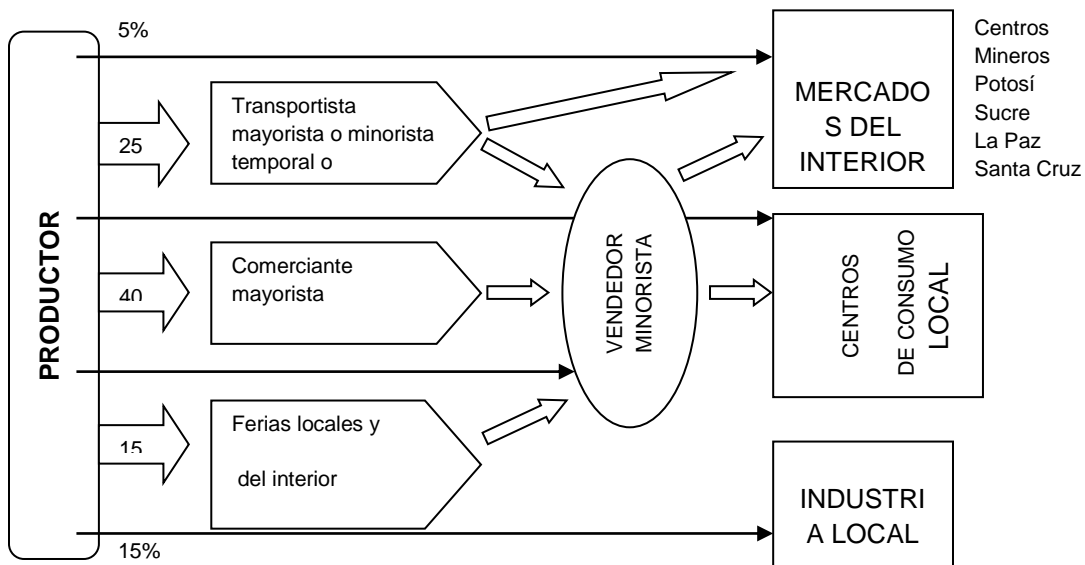 5%
Centros
Mineros
Potosí
Sucre
La Paz
Santa Cruz
MERCADO
S DEL
INTERIOR
Transportista
mayorista o minorista
temporal o
25
PRODUCTOR
Comerciante
mayorista
40
VENDEDOR
MINORISTA
CENTROS
DE CONSUMO
LOCAL
Ferias locales y
del interior
15
INDUSTRI
A LOCAL
15%